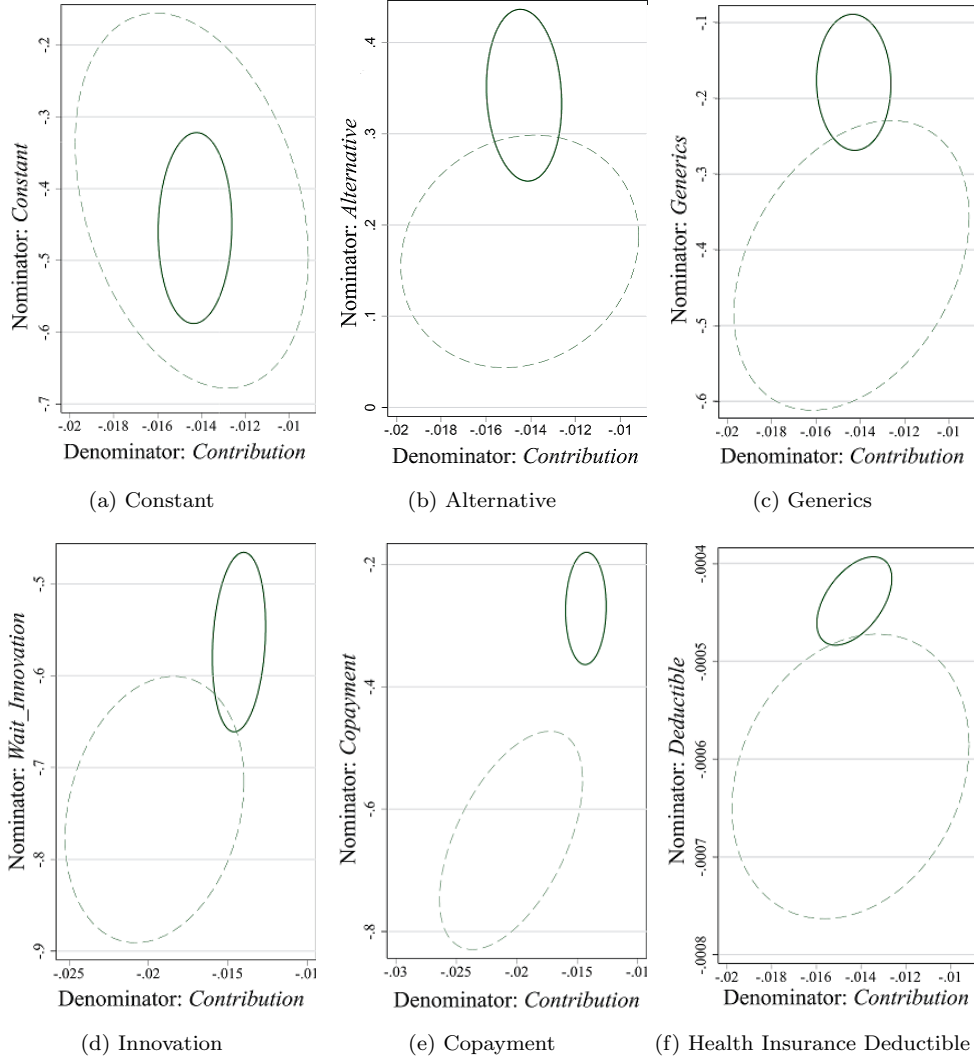 -.2
-.3
-.4
-.5
-.6
-.7
Nominator: Constant
-.02 -.018 -.016 -.014 -.012 -.01
Denominator: Contribution
(a) Constant
.4
.3
.2
.1
0
Nominator: Alternative
-.02 -.018 -.016 -.014 -.012 -.01
Denominator: Contribution
(b) Alternative
-.1
-.2
-.3
-.4
-.5
-.6
Nominator: Generics
-.02 -.018 -.016 -.014 -.012 -.01
Denominator: Contribution
(c) Generics
-.5
-.6
-.7
-.8
-.9
Nominator: Wait_Innovation
-.025 -.02 -.015 -.01
Denominator: Contribution
(d) Innovation
-.2
-.4
-.6
-.8
Nominator: Copayment
-.03 -.025 -.02 -.015 -.01
Denominator: Contribution
(e) Copayment
-.0004
-.0005
-.0006
-.0007
-.0008
Nominator: Deductible
-.02 -.018 -.016 -.014 -.012 -.01
Denominator: Contribution
(f) Health Insurance Deductible